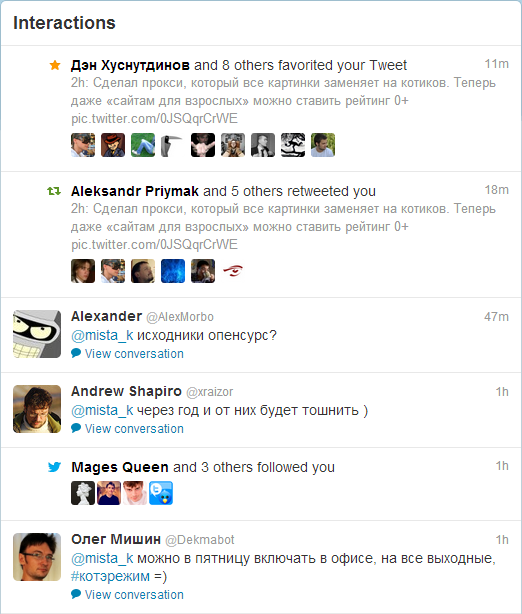 Interactions
Дэн Хуснутдинов and 8 others favorited your Tweet 11m
2h: Сделал прокси, который все картинки заменяет на котиков. Теперь
даже «сайтам для взрослых» можно ставить рейтинг 0+
pic.twitter.com/0JSQqrCrWE
Aleksandr Priymak and 5 others retweeted you 18m
2h: Сделал прокси, который все картинки заменяет на котиков. Теперь
даже «сайтам для взрослых» можно ставить рейтинг 0+
pic.twitter.com/0JSQqrCrWE
Alexander @AlexMorbo 47m
@mista_k исходники опенсурс?
View conversation
Andrew Shapiro @xraizor 1h
@mista_k через год и от них будет тошнить )
View conversation
Mages Queen and 3 others followed you 1h
Олег Мишин @Dekmabot 1h
@mista_k можно в пятницу включать в офисе, на все выходные,
#котэрежим =)
View conversation